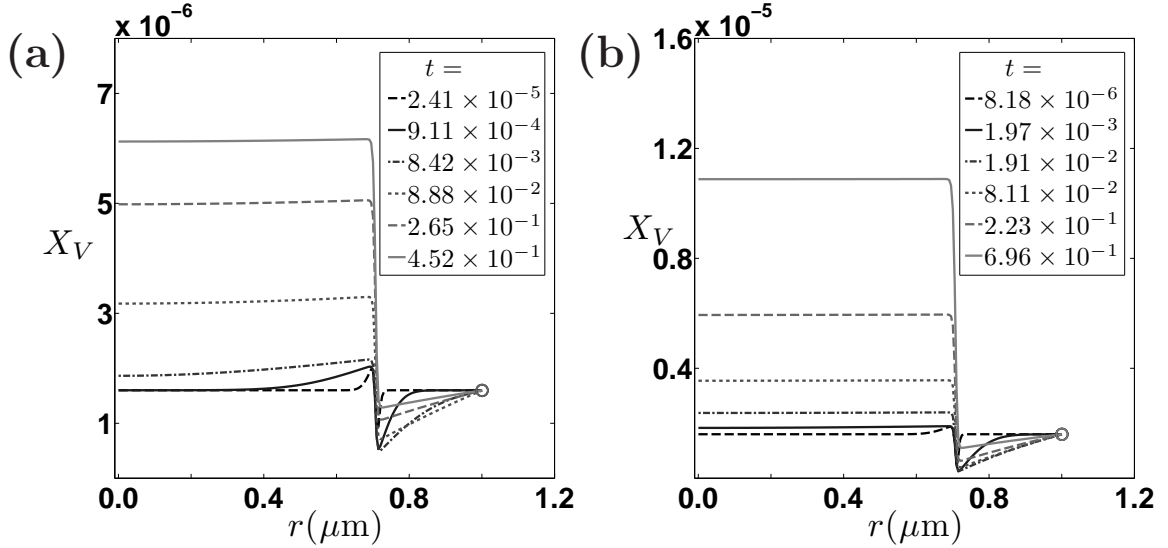 (a)
x 10⁻⁶
7
5
3
1
X_V
t =
2.41 × 10⁻⁵
9.11 × 10⁻⁴
8.42 × 10⁻³
8.88 × 10⁻²
2.65 × 10⁻¹
4.52 × 10⁻¹
0.0 0.4 0.8 1.2
r(μm)
(b)
x 10⁻⁵
1.6
1.2
0.8
0.4
X_V
t =
8.18 × 10⁻⁶
1.97 × 10⁻³
1.91 × 10⁻²
8.11 × 10⁻²
2.23 × 10⁻¹
6.96 × 10⁻¹
0.0 0.4 0.8 1.2
r(μm)